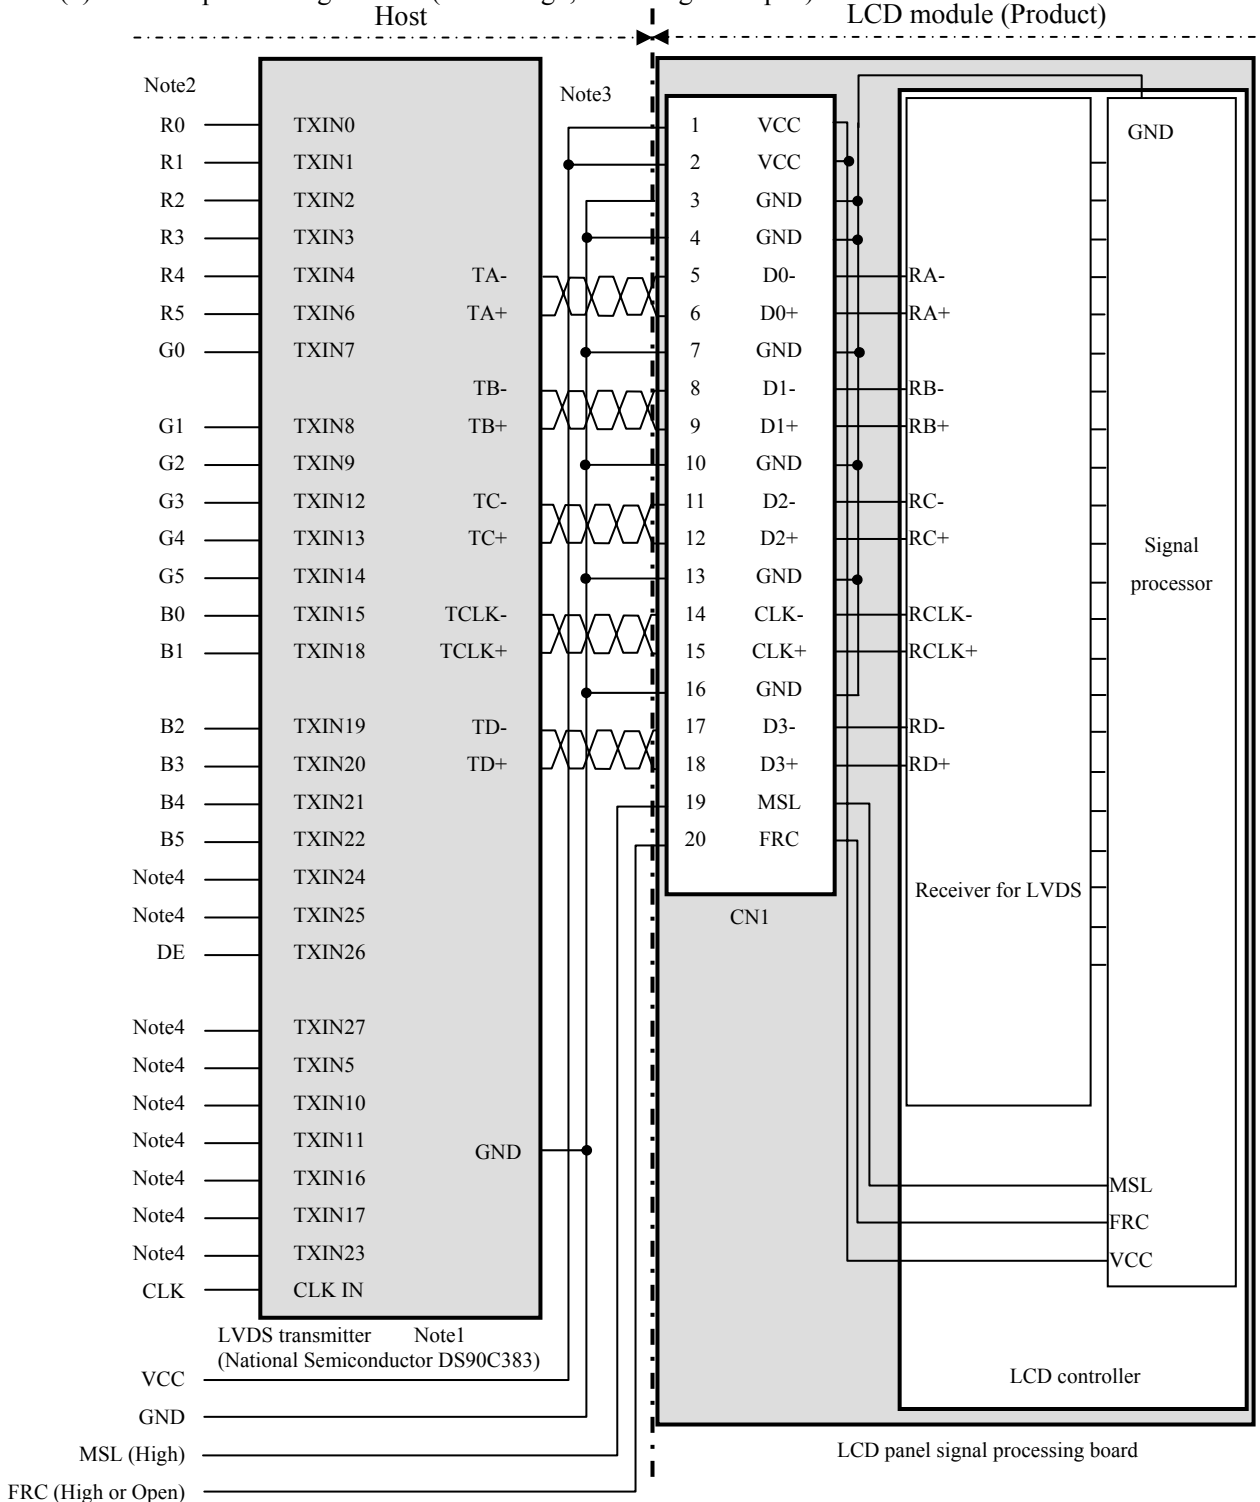 Host LCD module (Product)
Note2 Note3
R0 TXIN0 1 VCC GND
R1 TXIN1 2 VCC
R2 TXIN2 3 GND
R3 TXIN3 4 GND
R4 TXIN4 TA- 5 D0- RA-
R5 TXIN6 TA+ 6 D0+ RA+
G0 TXIN7 7 GND
TB- 8 D1- RB-
G1 TXIN8 TB+ 9 D1+ RB+
G2 TXIN9 10 GND
G3 TXIN12 TC- 11 D2- RC-
G4 TXIN13 TC+ 12 D2+ RC+
Signal
processor
G5 TXIN14 13 GND
B0 TXIN15 TCLK- 14 CLK- RCLK-
B1 TXIN18 TCLK+ 15 CLK+ RCLK+
16 GND
B2 TXIN19 TD- 17 D3- RD-
B3 TXIN20 TD+ 18 D3+ RD+
B4 TXIN21 19 MSL
B5 TXIN22 20 FRC
Note4 TXIN24
Receiver for LVDS
Note4 TXIN25 CN1
DE TXIN26
Note4 TXIN27
Note4 TXIN5
Note4 TXIN10
Note4 TXIN11 GND
Note4 TXIN16 MSL
Note4 TXIN17 FRC
Note4 TXIN23 VCC
CLK CLK IN
LVDS transmitter Note1
(National Semiconductor DS90C383)
VCC
LCD controller
GND
MSL (High) LCD panel signal processing board
FRC (High or Open)